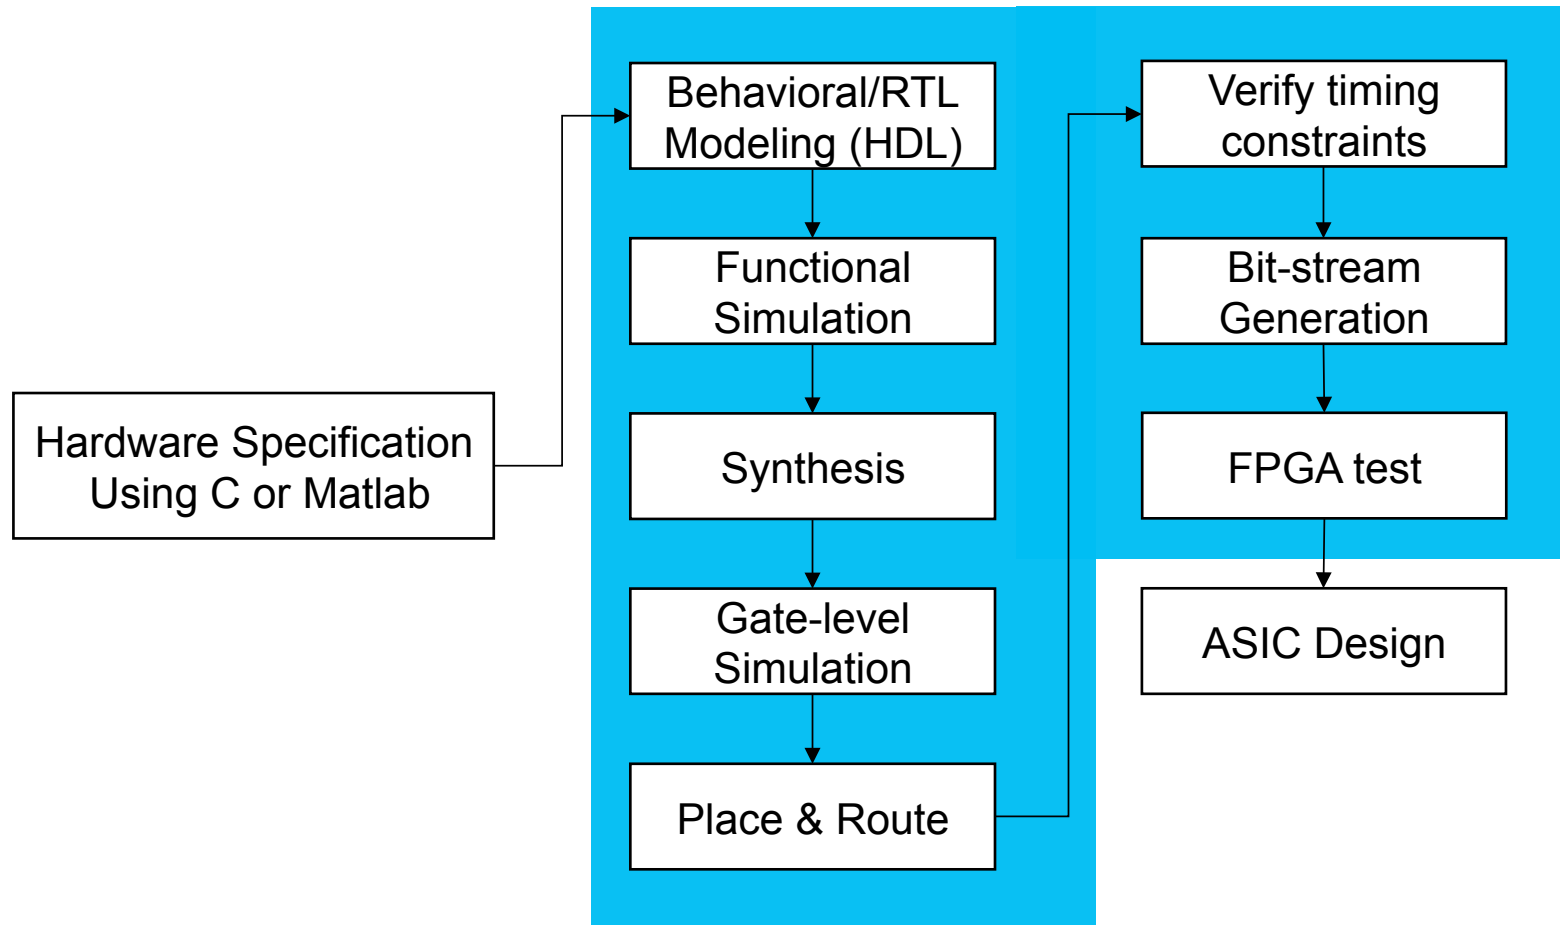 Hardware Specification
Using C or Matlab
Behavioral/RTL
Modeling (HDL)
Functional
Simulation
Synthesis
Gate-level
Simulation
Place & Route
Verify timing
constraints
Bit-stream
Generation
FPGA test
ASIC Design